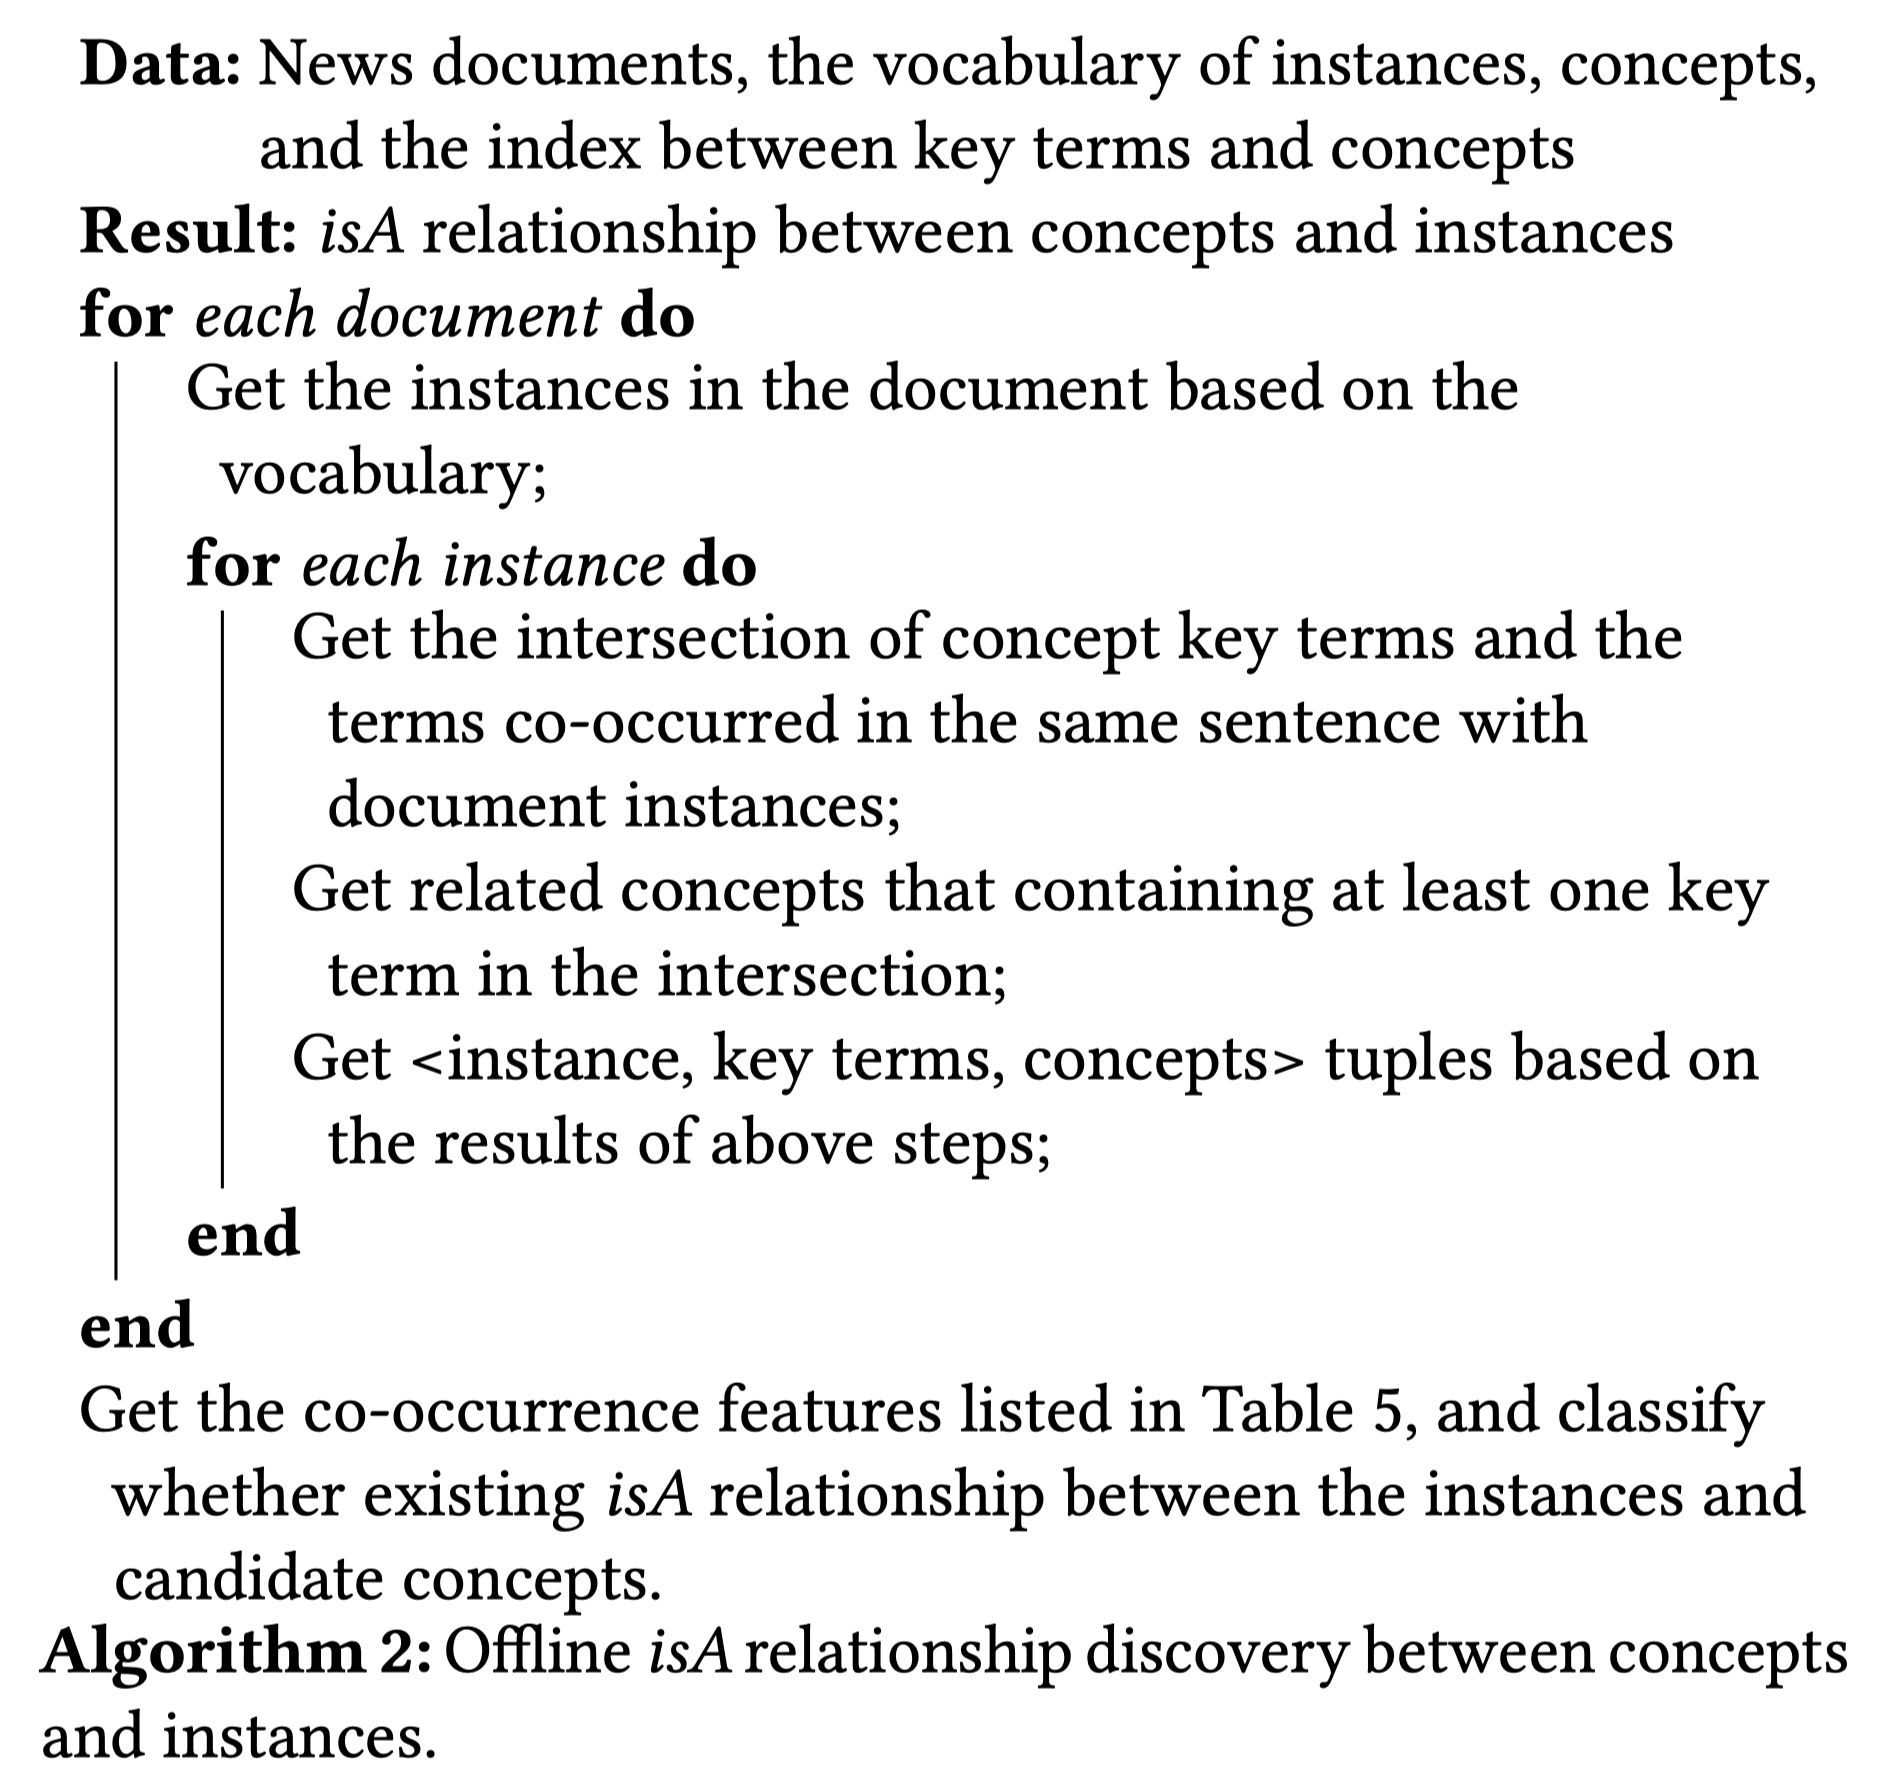 Data: News documents, the vocabulary of instances, concepts,
and the index between key terms and concepts
Result: isA relationship between concepts and instances
for each document do
Get the instances in the document based on the
vocabulary;
for each instance do
Get the intersection of concept key terms and the
terms co-occurred in the same sentence with
document instances;
Get related concepts that containing at least one key
term in the intersection;
Get <instance, key terms, concepts> tuples based on
the results of above steps;
end
end
Get the co-occurrence features listed in Table 5, and classify
whether existing isA relationship between the instances and
candidate concepts.
Algorithm 2: Offline isA relationship discovery between concepts
and instances.